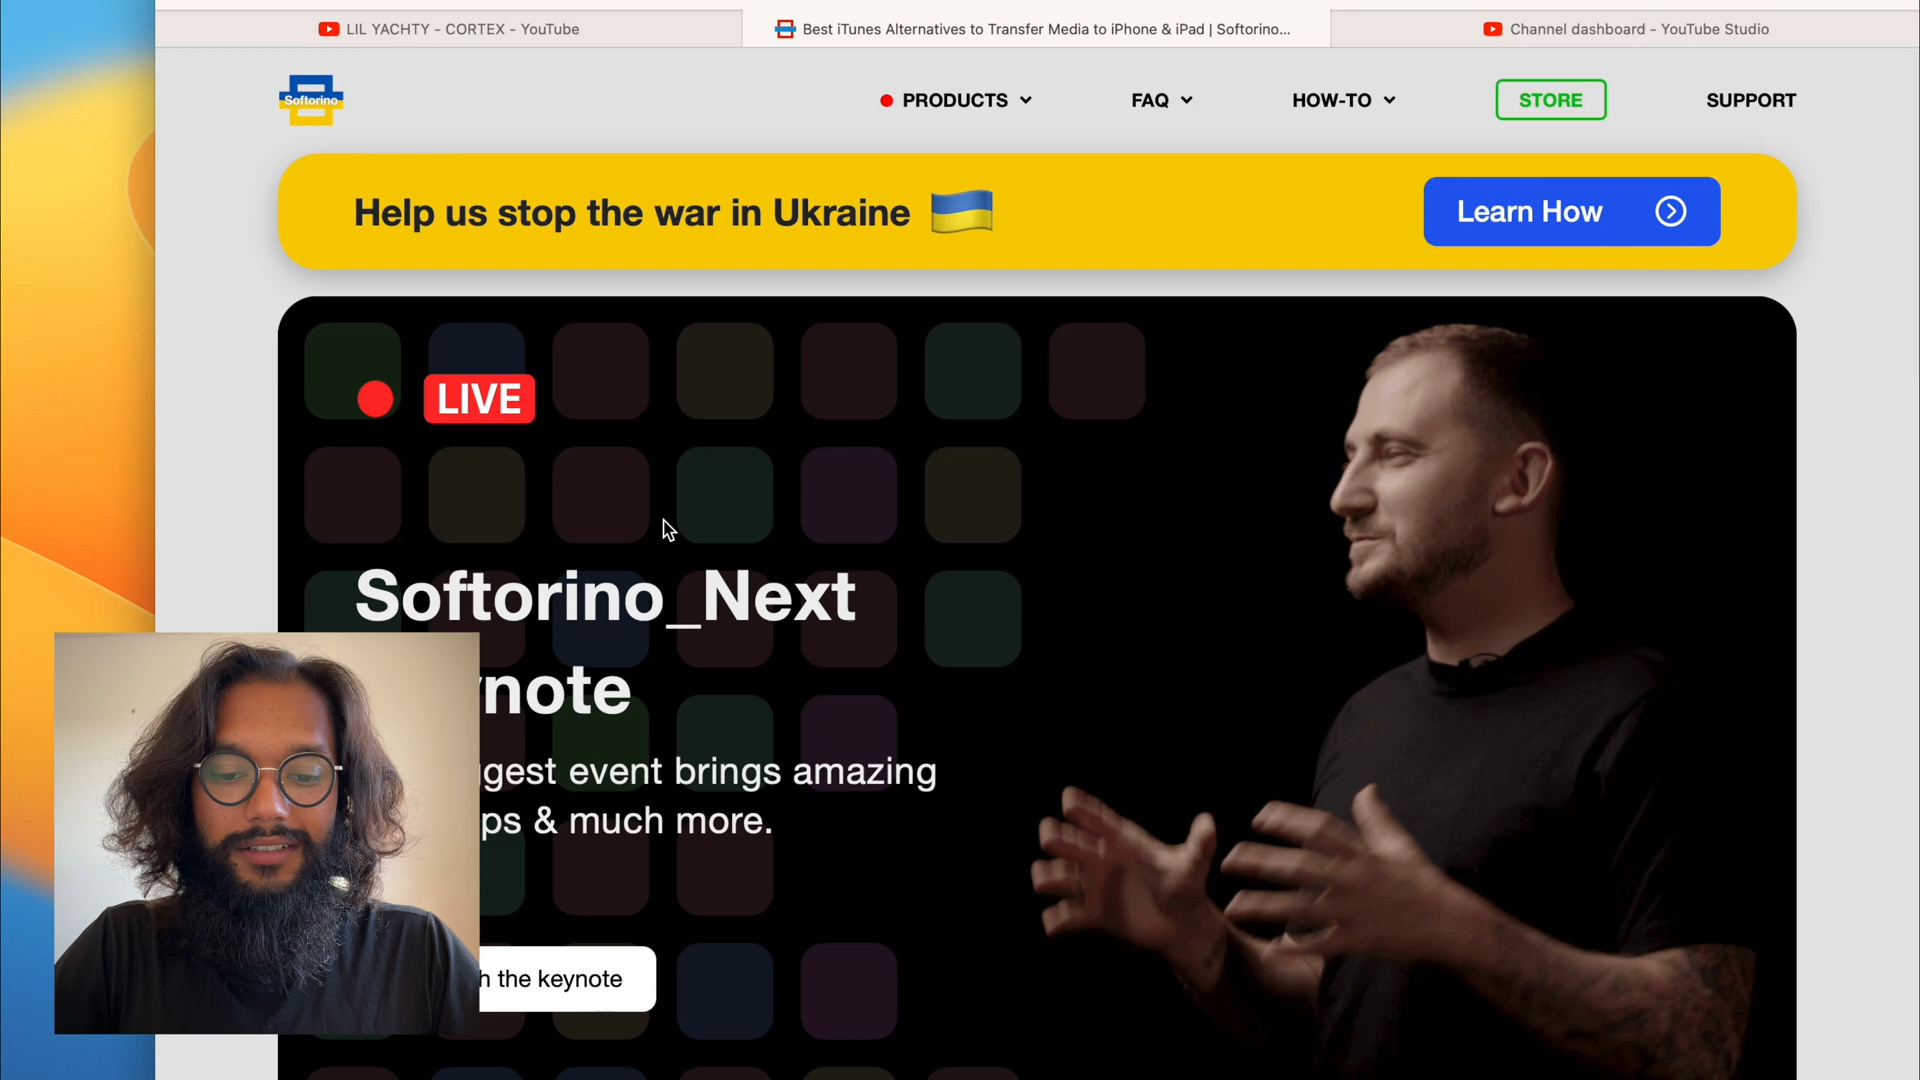 LIL YACHTY - CORTEX - YouTube
Best iTunes Alternatives to Transfer Media to iPhone & iPad | Softorino...
Channel dashboard - YouTube Studio
Softorino
PRODUCTS
FAQ
HOW-TO
STORE
SUPPORT
Help us stop the war in Ukraine
Learn How
LIVE
Softorino_Next
note
event brings amazing
& much more.
the keynote